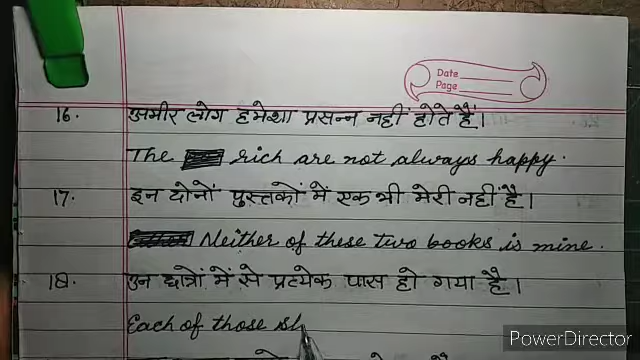 Date
Page
16. अमीर लोग हमेशा प्रसन्न नहीं होते हैं।
The rich are not always happy.
17. इन दोनों पुस्तकों में एक भी मेरी नहीं है।
Neither of these two books is mine.
18. उन छात्रों में से प्रत्येक पास हो गया है।
Each of those st
PowerDirector